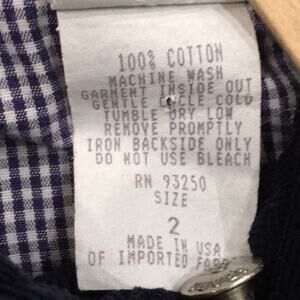 100% COTTON
MACHINE WASH
GARMENT INSIDE OUT
GENTLE CYCLE COLD
TUMBLE DRY LOW
REMOVE PROMPTLY
IRON BACKSIDE ONLY
DO NOT USE BLEACH
RN 93250
SIZE
2
MADE IN USA
OF IMPORTED